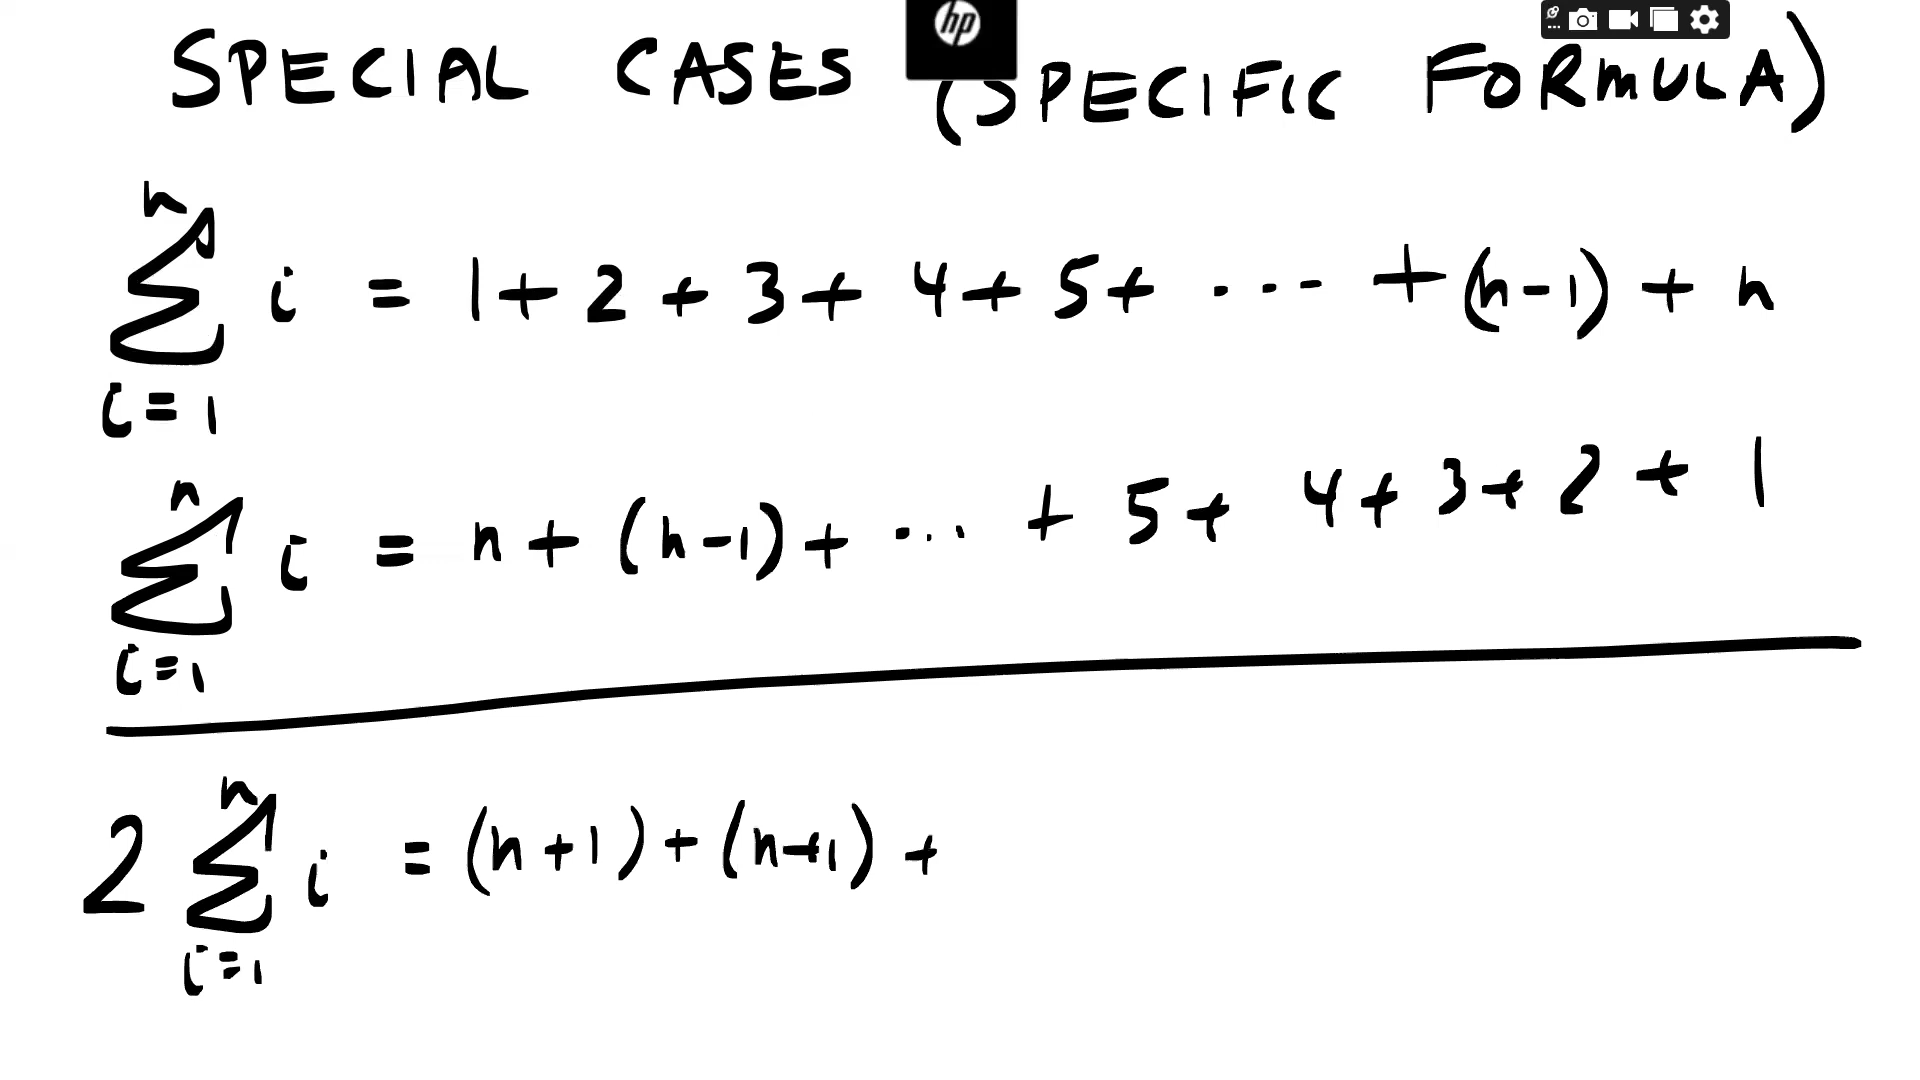 hp
SPECIAL CASES (SPECIFIC FORMULA)
n
∑ i = 1 + 2 + 3 + 4 + 5 + ... + (n-1) + n
i = 1
n
∑ i = n + (n-1) + ... + 5 + 4 + 3 + 2 + 1
i = 1
n
2 ∑ i = (n+1) + (n+1) +
i = 1